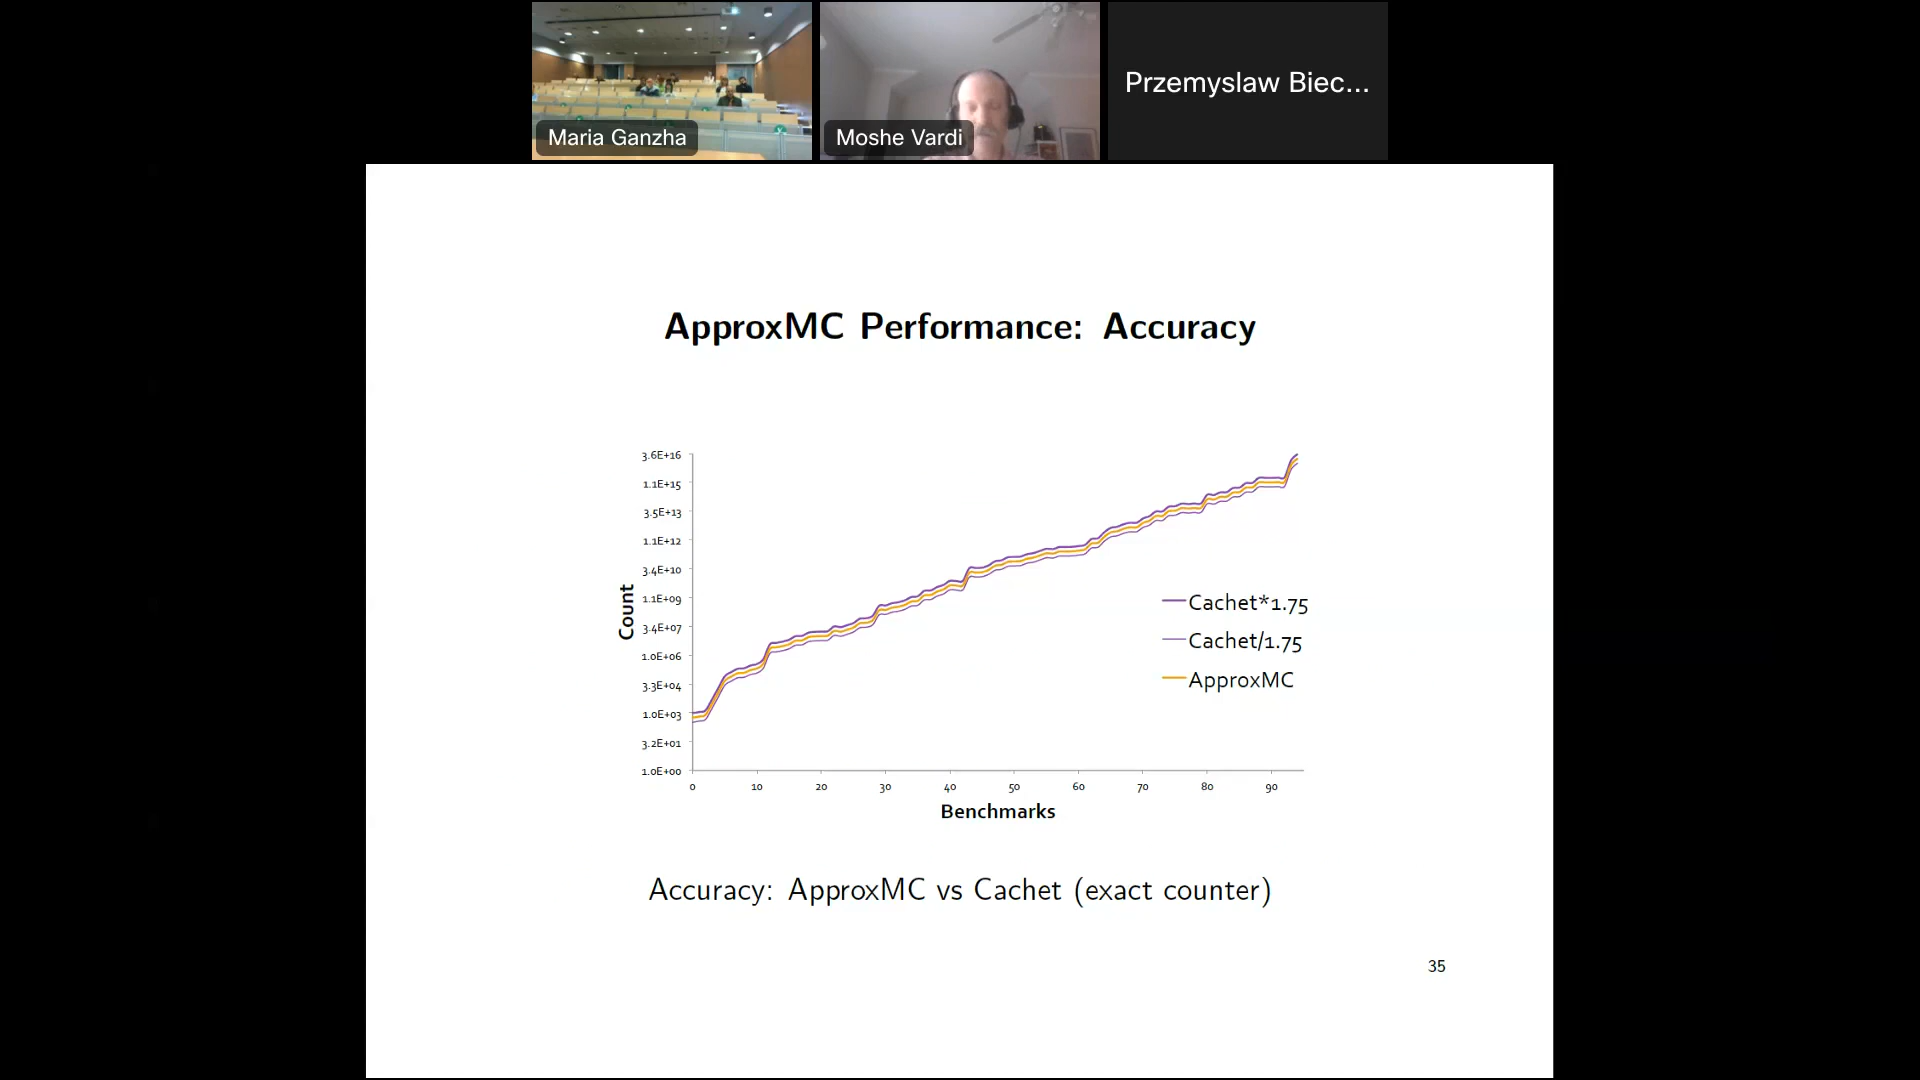 Maria Ganzha
Moshe Vardi
Przemyslaw Biec...
ApproxMC Performance: Accuracy
3.6E+16
1.1E+15
3.5E+13
1.1E+12
3.4E+10
1.1E+09
3.4E+07
1.0E+06
3.3E+04
1.0E+03
3.2E+01
1.0E+00
Count
0 10 20 30 40 50 60 70 80 90
Benchmarks
Cachet*1.75
Cachet/1.75
ApproxMC
Accuracy: ApproxMC vs Cachet (exact counter)
35